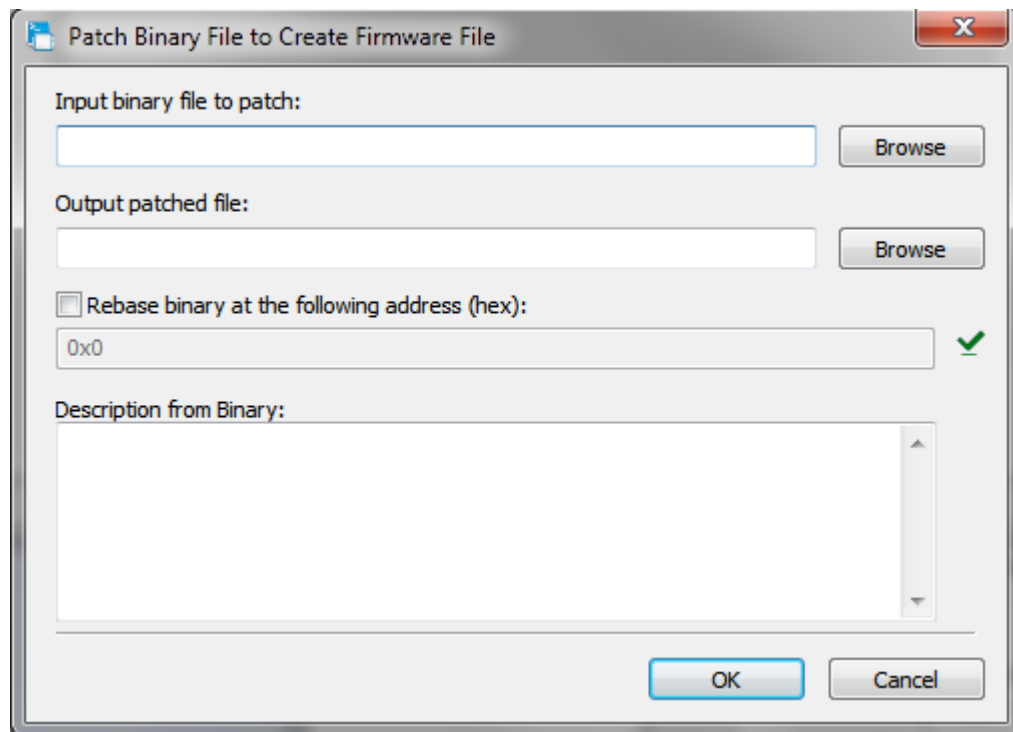 Patch Binary File to Create Firmware File
Input binary file to patch:
Browse
Output patched file:
Browse
Rebase binary at the following address (hex):
0x0
Description from Binary:
OK
Cancel